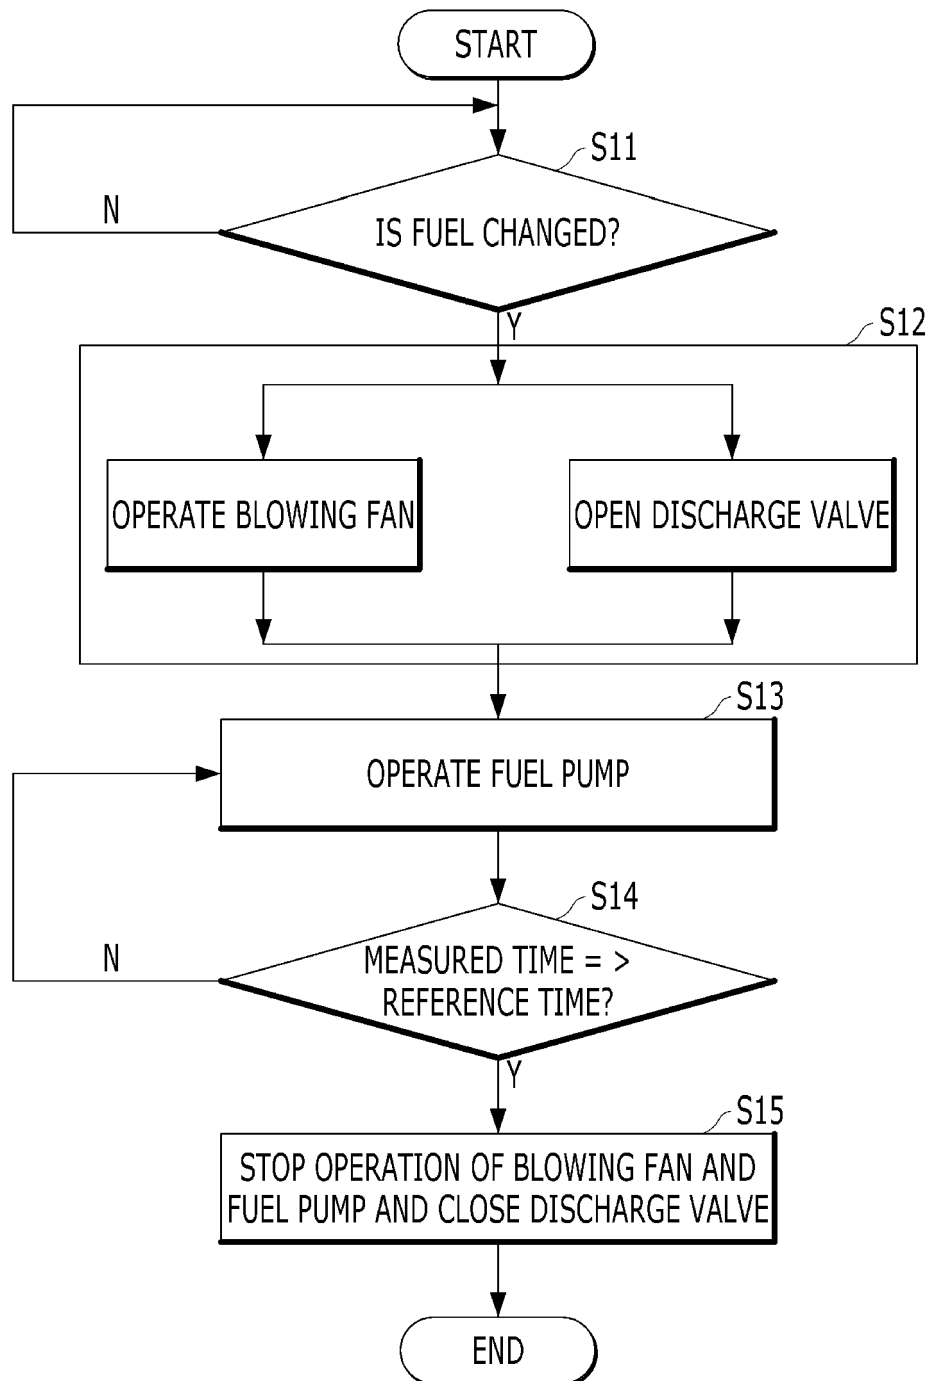 START
S11
N
IS FUEL CHANGED?
Y
S12
OPERATE BLOWING FAN
OPEN DISCHARGE VALVE
S13
OPERATE FUEL PUMP
S14
N
MEASURED TIME = >
REFERENCE TIME?
Y
S15
STOP OPERATION OF BLOWING FAN AND
FUEL PUMP AND CLOSE DISCHARGE VALVE
END